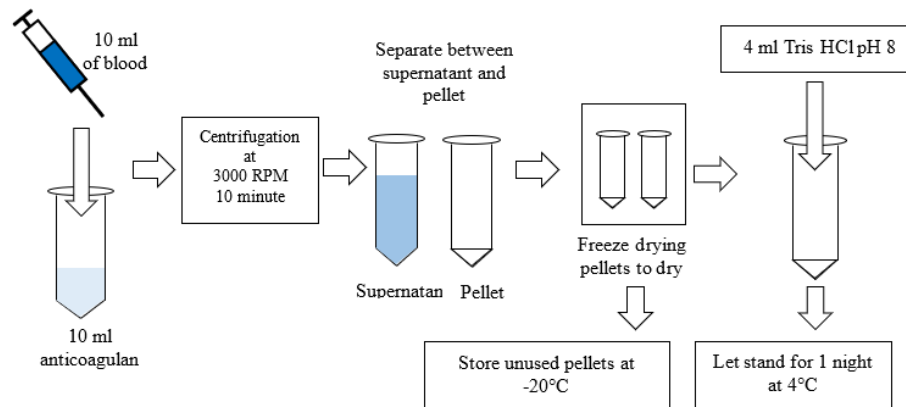 10 ml
of blood
10 ml
anticoagulan
Centrifugation
at
3000 RPM
10 minute
Separate between
supernatant and
pellet
Supernatan
Pellet
Freeze drying
pellets to dry
Store unused pellets at
-20°C
4 ml Tris HCl pH 8
Let stand for 1 night
at 4°C